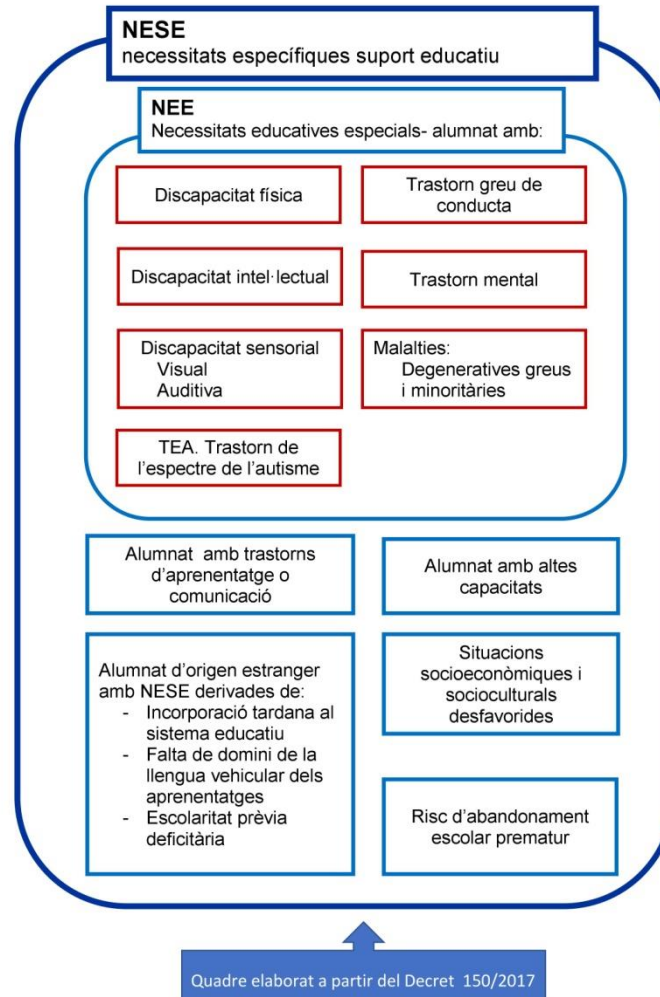 NESE
necessitats específiques suport educatiu
NEE
Necessitats educatives especials- alumnat amb:
Discapacitat física
Trastorn greu de
conducta
Discapacitat intel·lectual
Trastorn mental
Discapacitat sensorial
Visual
Auditiva
Malalties:
Degeneratives greus
i minoritàries
TEA. Trastorn de
l’espectre de l’autisme
Alumnat amb trastorns
d’aprenentatge o
comunicació
Alumnat amb altes
capacitats
Alumnat d’origen estranger
amb NESE derivades de:
- Incorporació tardana al
sistema educatiu
- Falta de domini de la
llengua vehicular dels
aprenentatges
- Escolaritat prèvia
deficitària
Situacions
socioeconòmiques i
socioculturals
desfavorides
Risc d’abandonament
escolar prematur
Quadre elaborat a partir del Decret 150/2017